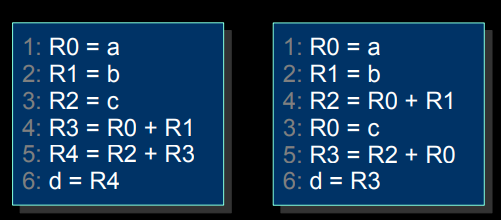 1: R0 = a
2: R1 = b
3: R2 = c
4: R3 = R0 + R1
5: R4 = R2 + R3
6: d = R4
1: R0 = a
2: R1 = b
4: R2 = R0 + R1
3: R0 = c
5: R3 = R2 + R0
6: d = R3